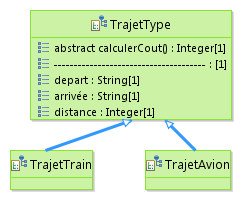 TrajetType
abstract calculerCout() : Integer[1]
-------------------------------------- : [1]
depart : String[1]
arrivée : String[1]
distance : Integer[1]
TrajetTrain
TrajetAvion